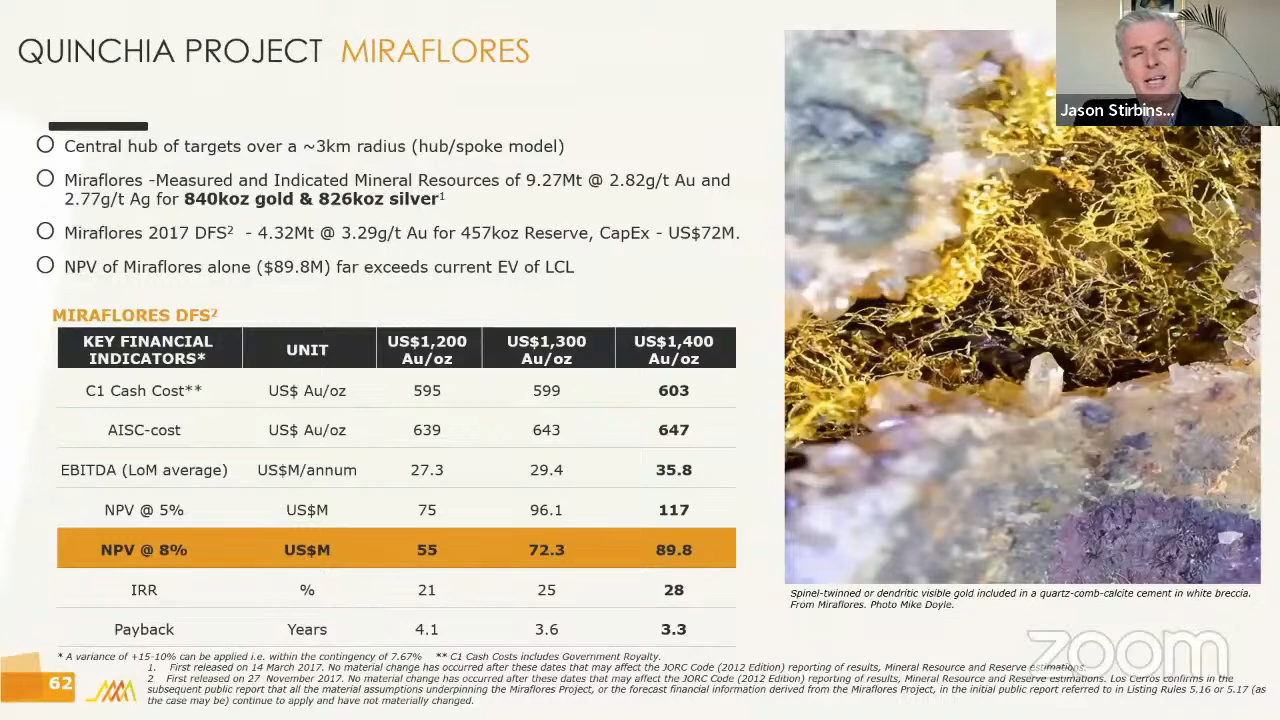 QUINCHIA PROJECT MIRAFLORES
Jason Stirbins...
Central hub of targets over a ~3km radius (hub/spoke model)
Miraflores -Measured and Indicated Mineral Resources of 9.27Mt @ 2.82g/t Au and
2.77g/t Ag for 840koz gold & 826koz silver¹
Miraflores 2017 DFS² - 4.32Mt @ 3.29g/t Au for 457koz Reserve, CapEx - US$72M.
NPV of Miraflores alone ($89.8M) far exceeds current EV of LCL
MIRAFLORES DFS²
KEY FINANCIAL INDICATORS* UNIT US$1,200 Au/oz US$1,300 Au/oz US$1,400 Au/oz
C1 Cash Cost** US$ Au/oz 595 599 603
AISC-cost US$ Au/oz 639 643 647
EBITDA (LoM average) US$M/annum 27.3 29.4 35.8
NPV @ 5% US$M 75 96.1 117
NPV @ 8% US$M 55 72.3 89.8
IRR % 21 25 28
Payback Years 4.1 3.6 3.3
Spinel-twinned or dendritic visible gold included in a quartz-comb-calcite cement in white breccia.
From Miraflores. Photo Mike Doyle.
* A variance of +15-10% can be applied i.e. within the contingency of 7.67% ** C1 Cash Costs includes Government Royalty.
1. First released on 14 March 2017. No material change has occurred after these dates that may affect the JORC Code (2012 Edition) reporting of results, Mineral Resource and Reserve estimations.
2 First released on 27 November 2017. No material change has occurred after these dates that may affect the JORC Code (2012 Edition) reporting of results, Mineral Resource and Reserve estimations. Los Cerros confirms in the
subsequent public report that all the material assumptions underpinning the Miraflores Project, or the forecast financial information derived from the Miraflores Project, in the initial public report referred to in Listing Rules 5.16 or 5.17 (as
the case may be) continue to apply and have not materially changed.
62
zoom